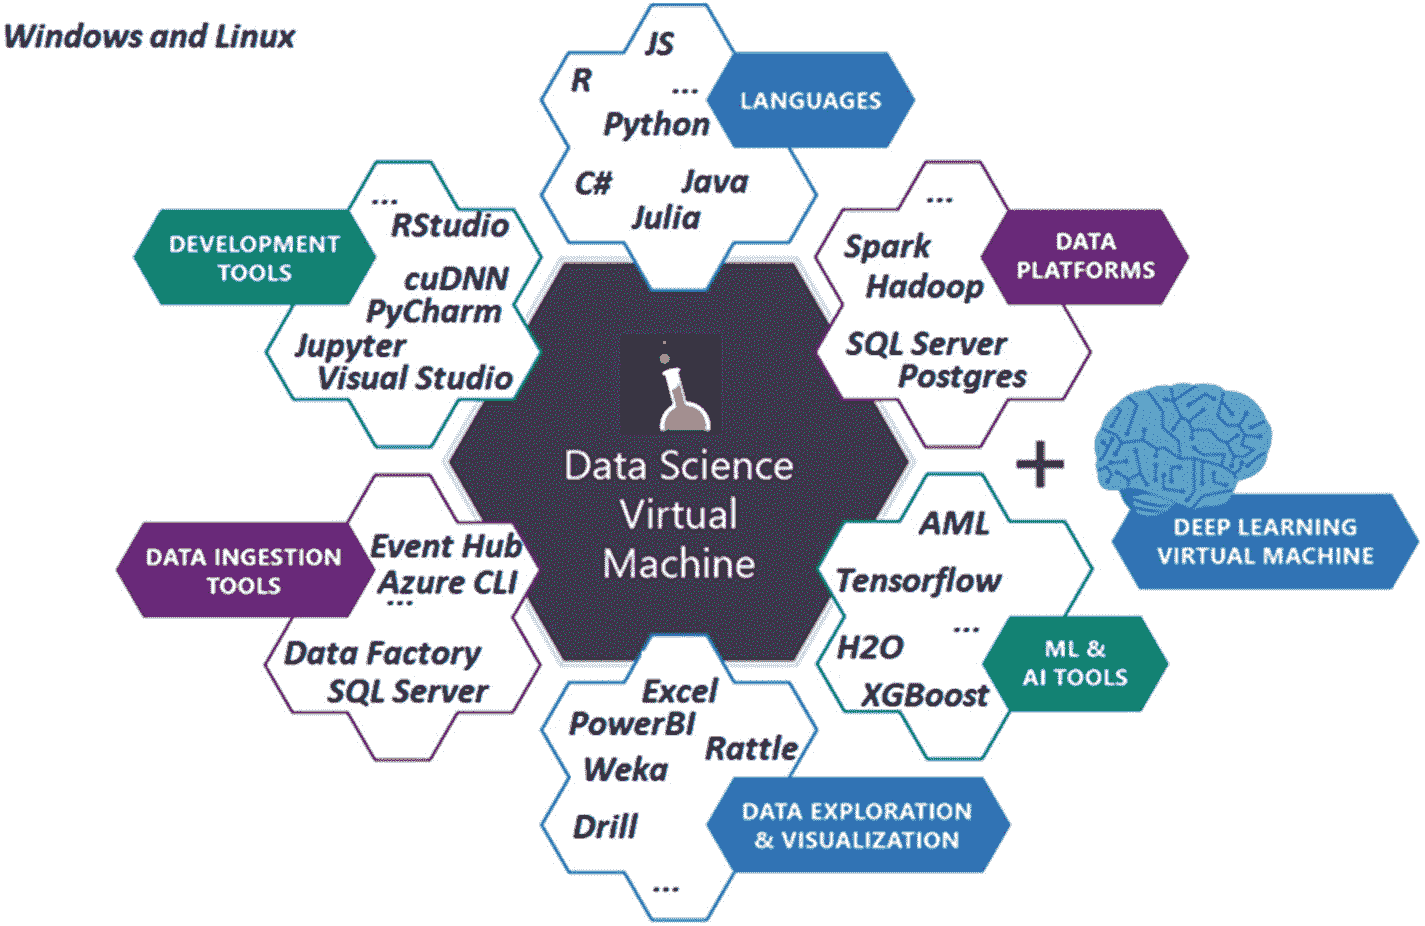 Windows and Linux
JS
R
...
Python
C#
Java
Julia
LANGUAGES
...
RStudio
cuDNN
PyCharm
Jupyter
Visual Studio
DEVELOPMENT
TOOLS
...
Spark
Hadoop
SQL Server
Postgres
DATA
PLATFORMS
Data Science
Virtual
Machine
+
DEEP LEARNING
VIRTUAL MACHINE
Event Hub
Azure CLI
...
Data Factory
SQL Server
DATA INGESTION
TOOLS
AML
Tensorflow
...
H2O
XGBoost
ML &
AI TOOLS
Excel
PowerBI
Rattle
Weka
Drill
...
DATA EXPLORATION
& VISUALIZATION